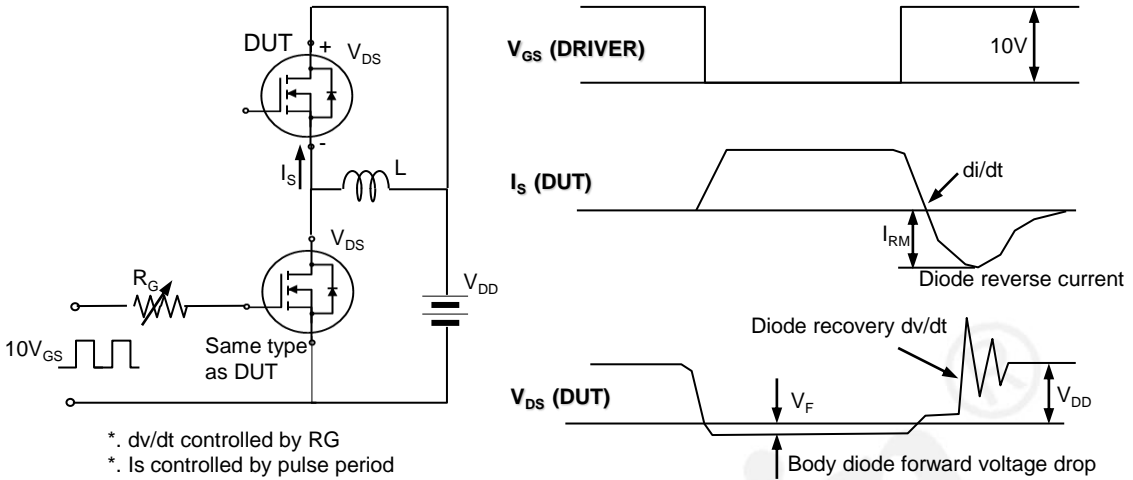 DUT
+
V_DS
-
I_S
L
V_DS
R_G
V_DD
10V_GS
Same type
as DUT
*. dv/dt controlled by RG
*. Is controlled by pulse period
V_GS (DRIVER)
10V
I_S (DUT)
di/dt
I_RM
Diode reverse current
Diode recovery dv/dt
V_DS (DUT)
V_F
V_DD
Body diode forward voltage drop